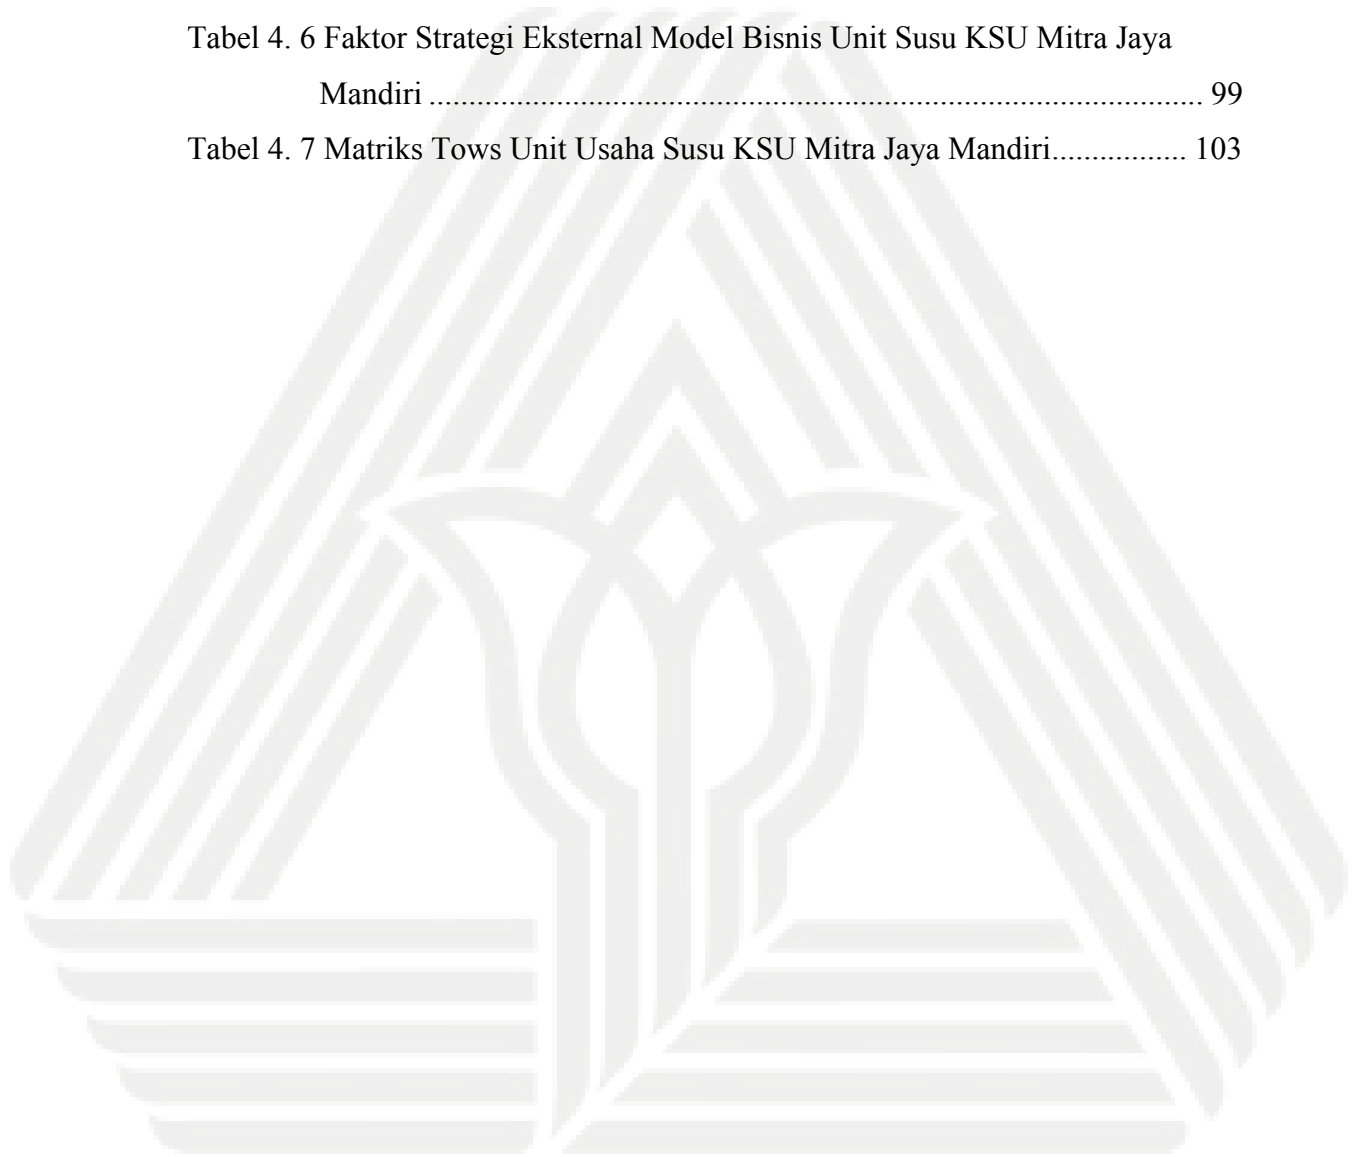 Tabel 4. 6 Faktor Strategi Eksternal Model Bisnis Unit Susu KSU Mitra Jaya
Mandiri ................................................................................................. 99
Tabel 4. 7 Matriks Tows Unit Usaha Susu KSU Mitra Jaya Mandiri................. 103